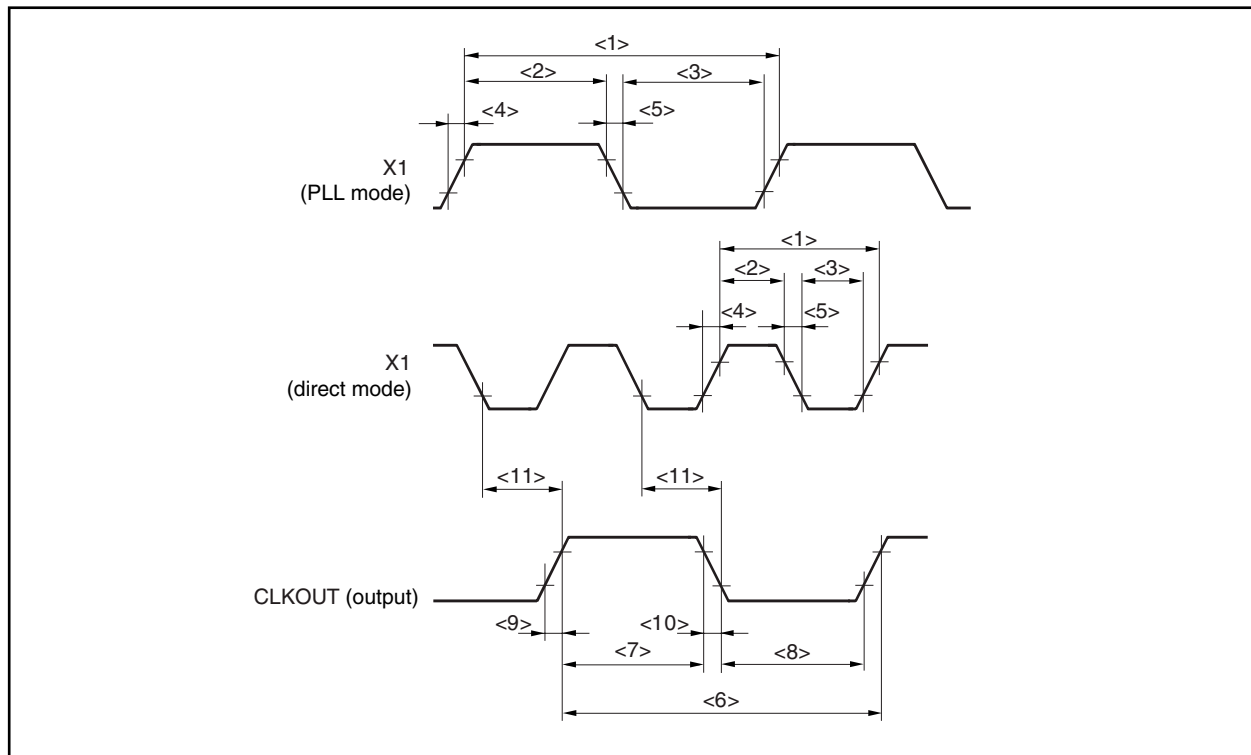 <1>
<2> <3>
<4> <5>
X1
(PLL mode)
<1>
<2> <3>
<4> <5>
X1
(direct mode)
<11> <11>
CLKOUT (output)
<9> <10>
<7> <8>
<6>